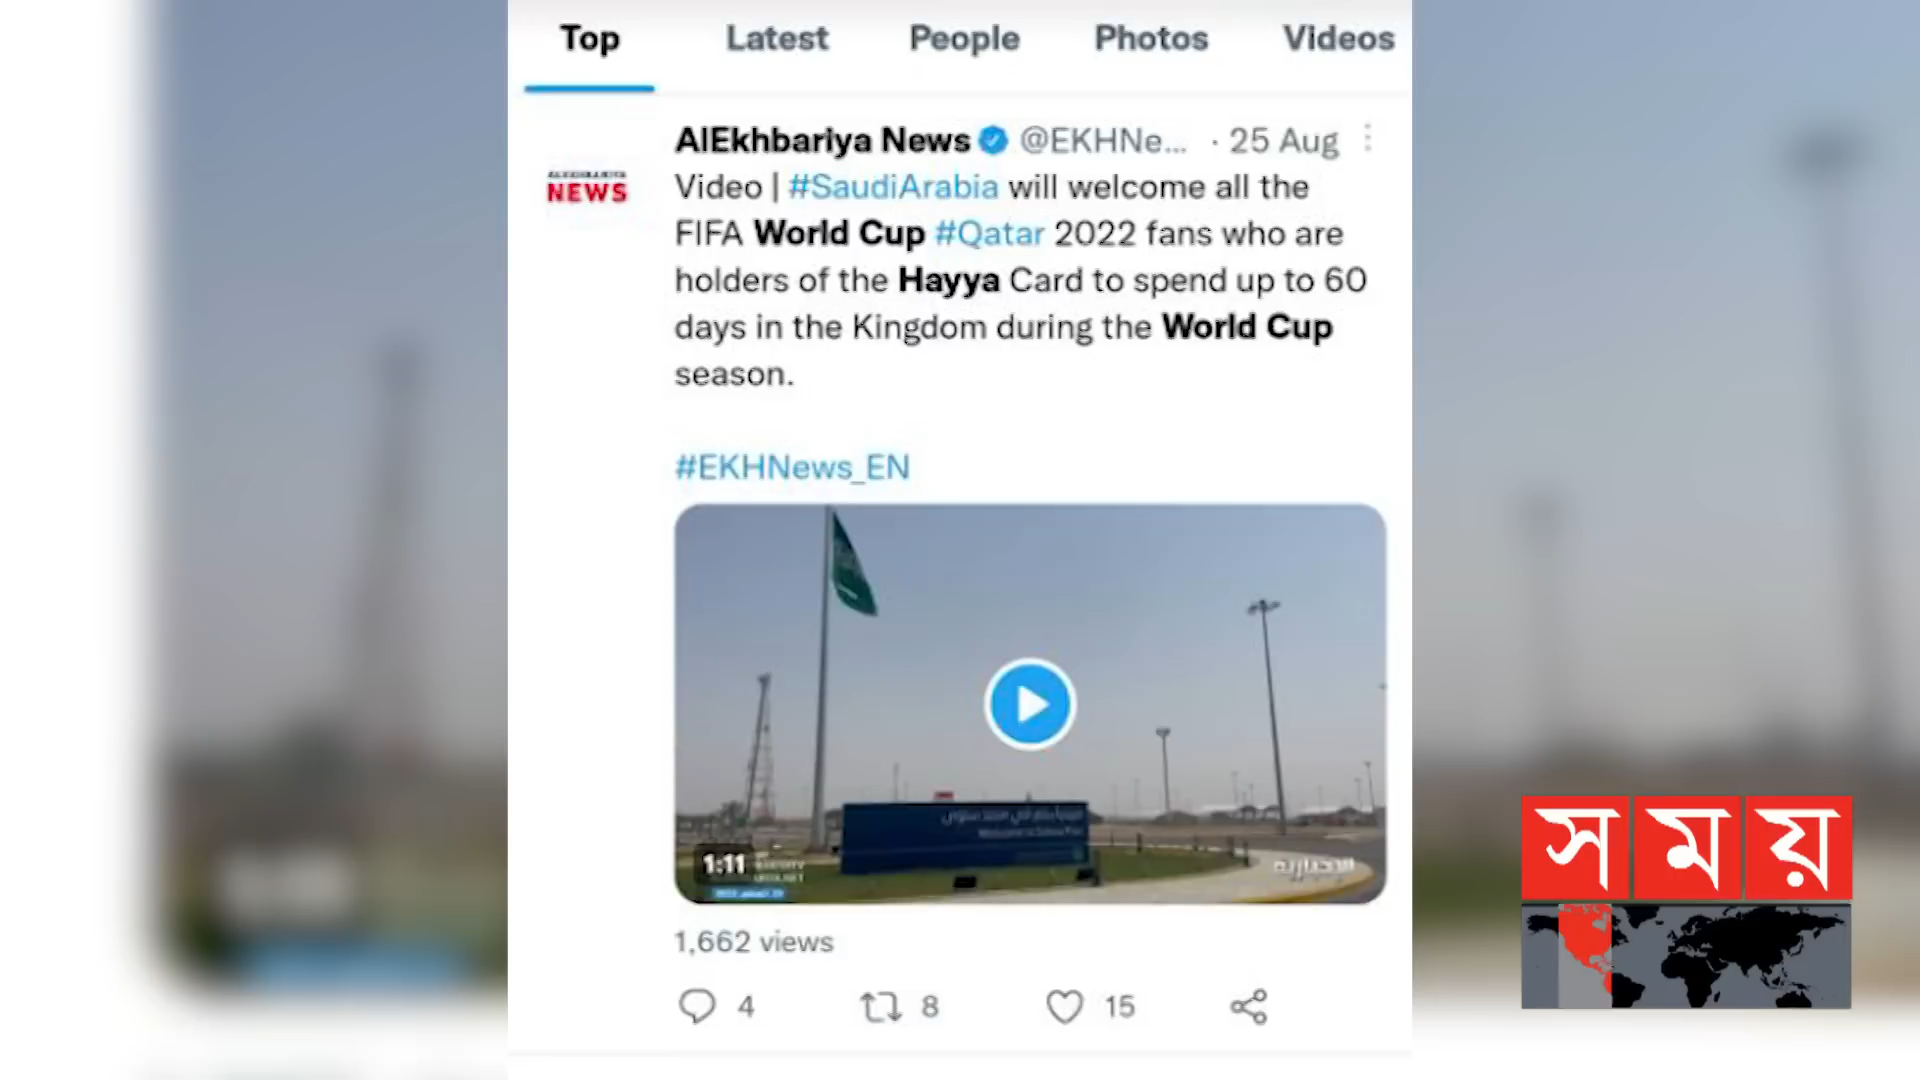 Top Latest People Photos Videos
AlEkhbariya News @EKHNe... · 25 Aug
NEWS
Video | #SaudiArabia will welcome all the
FIFA World Cup #Qatar 2022 fans who are
holders of the Hayya Card to spend up to 60
days in the Kingdom during the World Cup
season.
#EKHNews_EN
1:11
الإخبارية
1,662 views
4 8 15
সময়